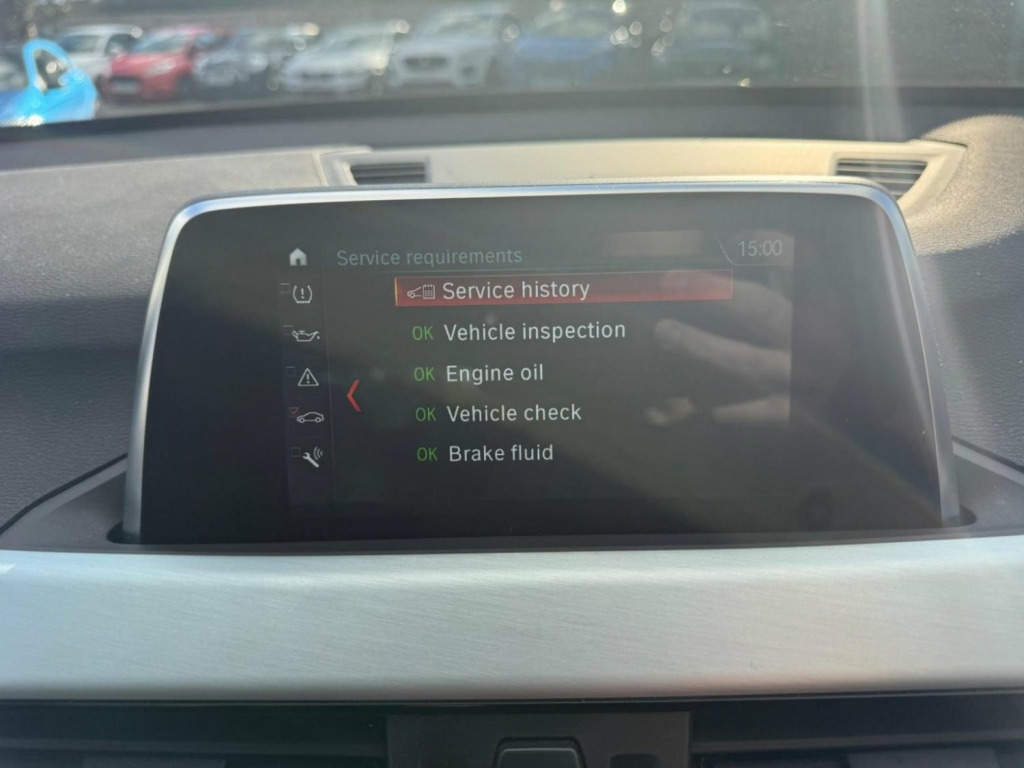 Service requirements
15:00
Service history
OK Vehicle inspection
OK Engine oil
OK Vehicle check
OK Brake fluid